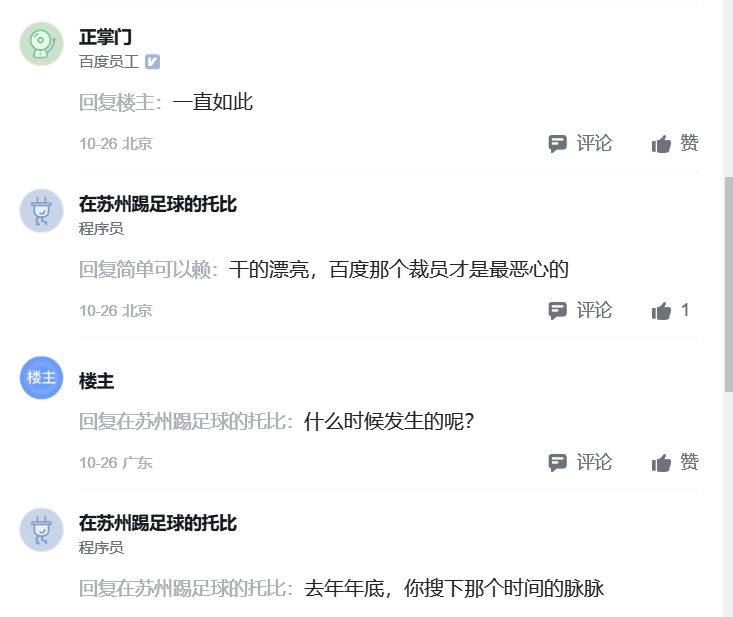 正掌门
百度员工
回复楼主：一直如此
10-26 北京
评论
赞
在苏州踢足球的托比
程序员
回复简单可以赖：干的漂亮，百度那个裁员才是最恶心的
10-26 北京
评论
1
楼主
楼主
回复在苏州踢足球的托比：什么时候发生的呢？
10-26 广东
评论
赞
在苏州踢足球的托比
程序员
回复在苏州踢足球的托比：去年年底，你搜下那个时间的脉脉